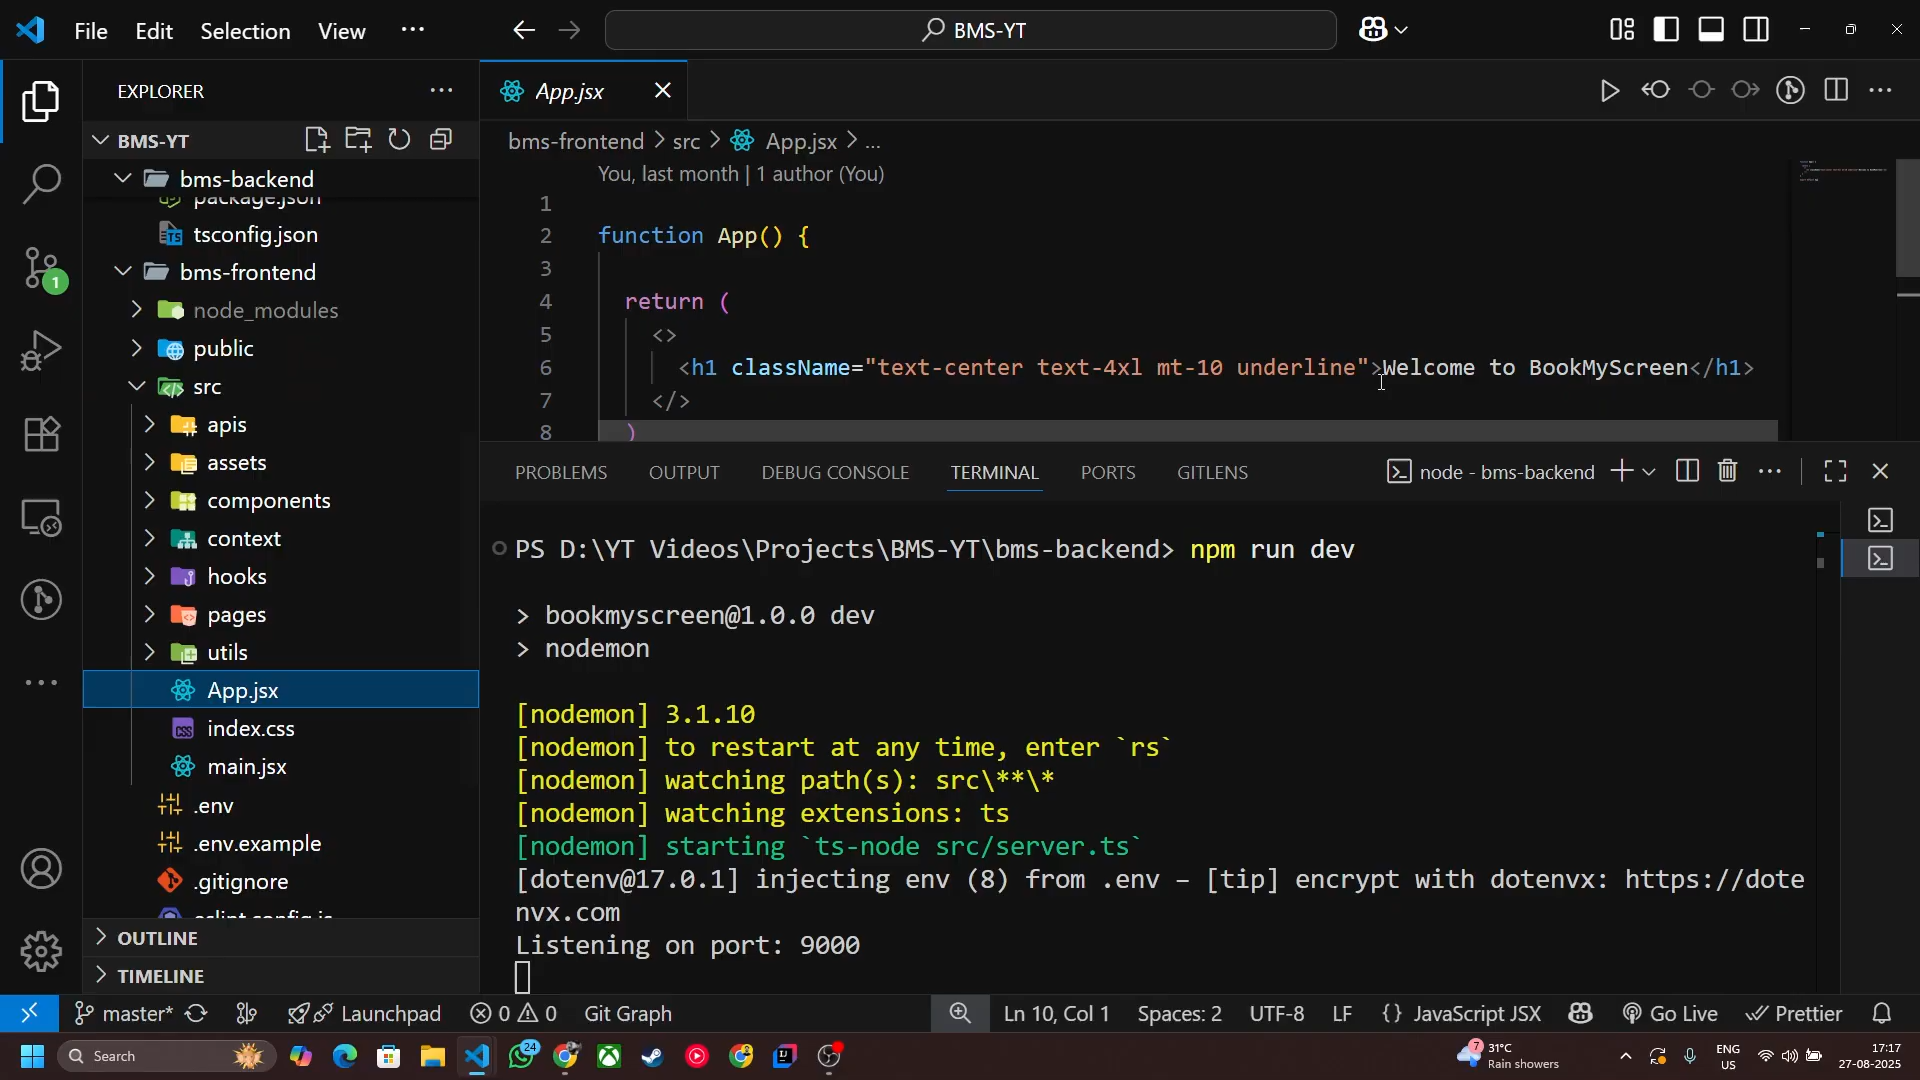 File Edit Selection View ··· BMS-YT
EXPLORER
BMS-YT
bms-backend
package.json
tsconfig.json
bms-frontend
node_modules
public
src
apis
assets
components
context
hooks
pages
utils
App.jsx
index.css
main.jsx
.env
.env.example
.gitignore
eslint.config.js
OUTLINE
TIMELINE
1
App.jsx
bms-frontend > src > App.jsx > ...
You, last month | 1 author (You)
1
2 function App() {
3
4 return (
5 <>
6 <h1 className="text-center text-4xl mt-10 underline">Welcome to BookMyScreen</h1>
7 </>
8 )
PROBLEMS OUTPUT DEBUG CONSOLE TERMINAL PORTS GITLENS node - bms-backend
PS D:\YT Videos\Projects\BMS-YT\bms-backend> npm run dev
> bookmyscreen@1.0.0 dev
> nodemon
[nodemon] 3.1.10
[nodemon] to restart at any time, enter `rs`
[nodemon] watching path(s): src\**\*
[nodemon] watching extensions: ts
[nodemon] starting `ts-node src/server.ts`
[dotenv@17.0.1] injecting env (8) from .env – [tip] encrypt with dotenvx: https://dote
nvx.com
Listening on port: 9000
master* Launchpad 0 0 Git Graph Ln 10, Col 1 Spaces: 2 UTF-8 LF {} JavaScript JSX Go Live Prettier
Search
24
7
31°C
Rain showers
ENG
US
17:17
27-08-2025